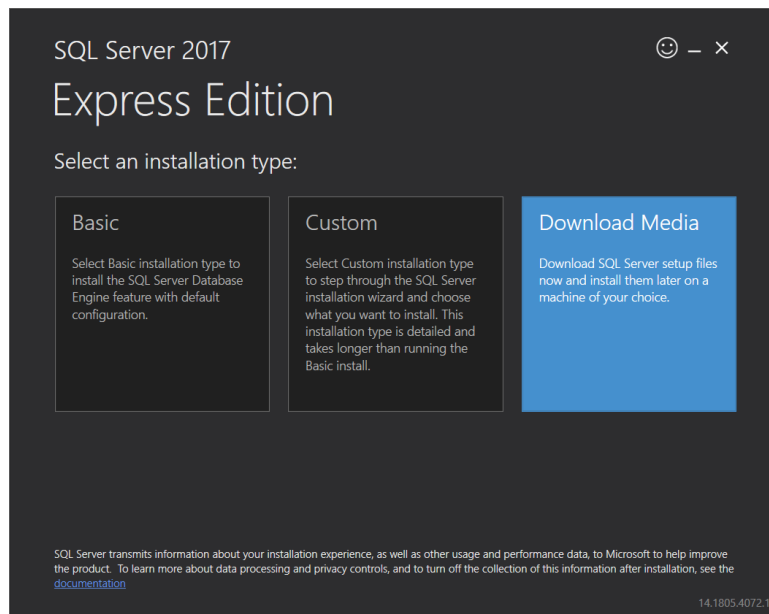 SQL Server 2017
Express Edition
Select an installation type:
Basic
Select Basic installation type to
install the SQL Server Database
Engine feature with default
configuration.
Custom
Select Custom installation type
to step through the SQL Server
installation wizard and choose
what you want to install. This
installation type is detailed and
takes longer than running the
Basic install.
Download Media
Download SQL Server setup files
now and install them later on a
machine of your choice.
SQL Server transmits information about your installation experience, as well as other usage and performance data, to Microsoft to help improve
the product. To learn more about data processing and privacy controls, and to turn off the collection of this information after installation, see the
documentation
14.1805.4072.1